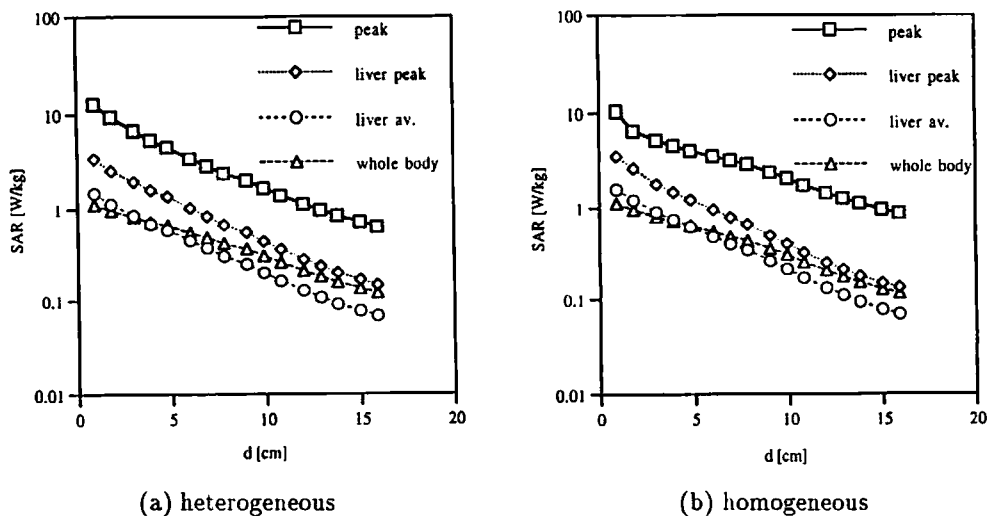 100
10
1
0.1
0.01
SAR [W/kg]
peak
liver peak
liver av.
whole body
0
5
10
15
20
d [cm]
(a) heterogeneous
100
10
1
0.1
0.01
SAR [W/kg]
peak
liver peak
liver av.
whole body
0
5
10
15
20
d [cm]
(b) homogeneous